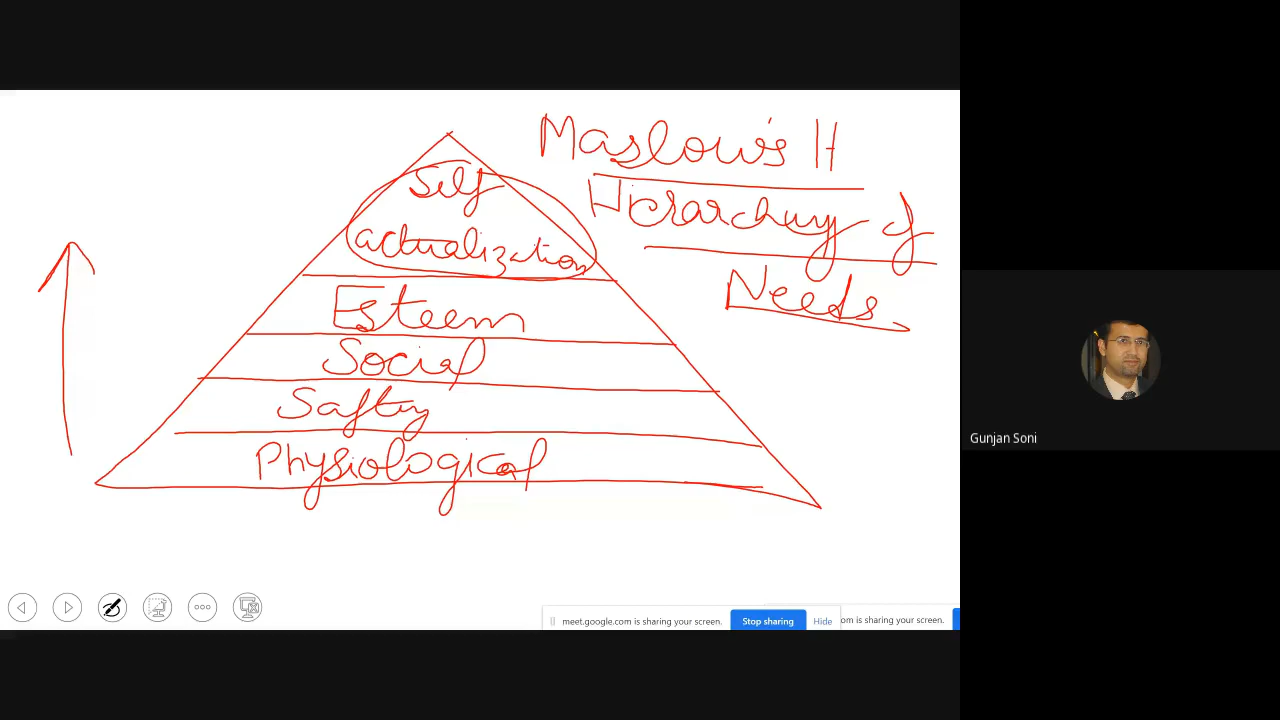 Maslow's H
Hierarchy of
Needs
Self
actualization
Esteem
Social
Safty
Physiological
Gunjan Soni
meet.google.com is sharing your screen.
Stop sharing
Hide
om is sharing your screen.